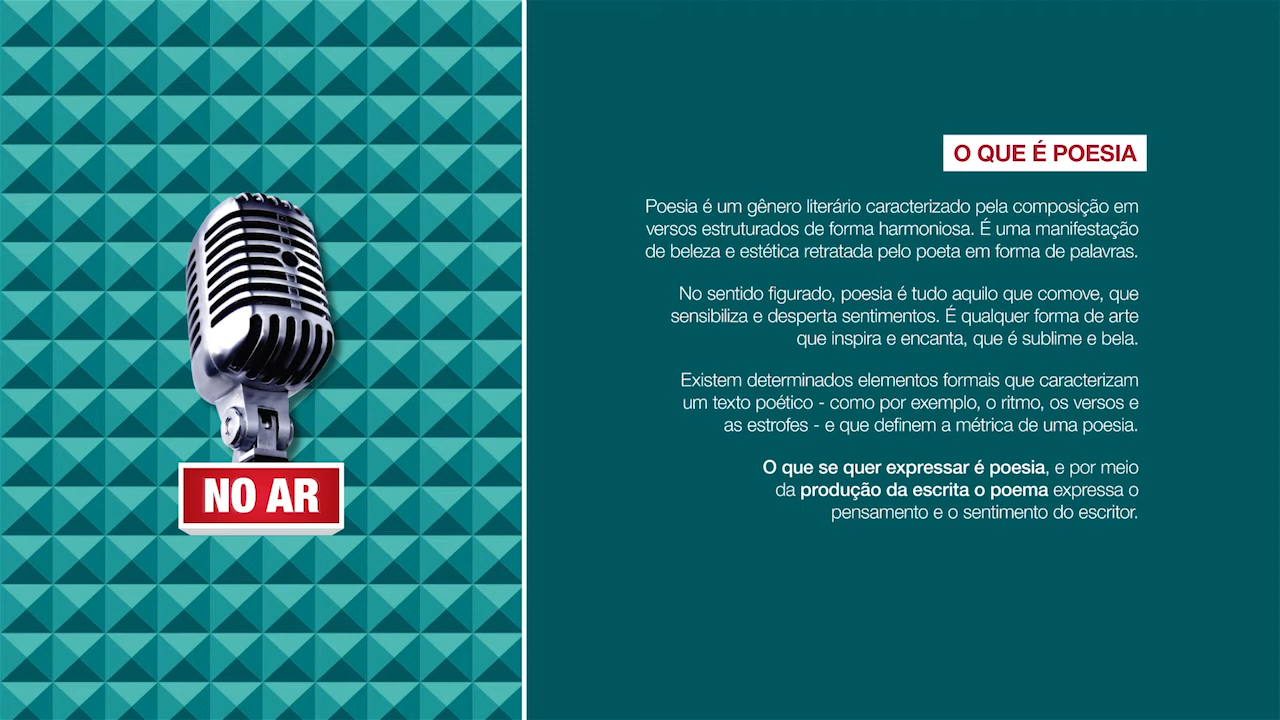 NO AR
O QUE É POESIA
Poesia é um gênero literário caracterizado pela composição em
versos estruturados de forma harmoniosa. É uma manifestação
de beleza e estética retratada pelo poeta em forma de palavras.
No sentido figurado, poesia é tudo aquilo que comove, que
sensibiliza e desperta sentimentos. É qualquer forma de arte
que inspira e encanta, que é sublime e bela.
Existem determinados elementos formais que caracterizam
um texto poético - como por exemplo, o ritmo, os versos e
as estrofes - e que definem a métrica de uma poesia.
O que se quer expressar é poesia, e por meio
da produção da escrita o poema expressa o
pensamento e o sentimento do escritor.